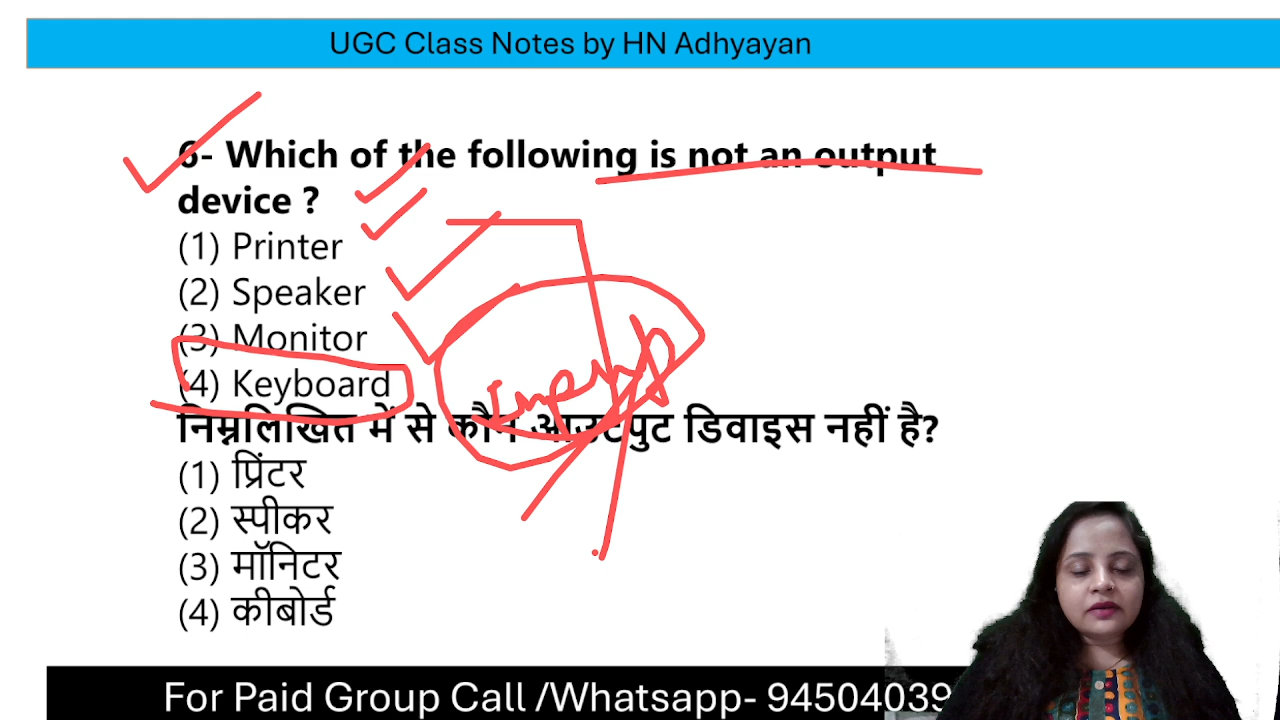 UGC Class Notes by HN Adhyayan
6- Which of the following is not an output
device ?
(1) Printer
(2) Speaker
(3) Monitor
(4) Keyboard
निम्नलिखित में से कौन आउटपुट डिवाइस नहीं है?
(1) प्रिंटर
(2) स्पीकर
(3) मॉनिटर
(4) कीबोर्ड
For Paid Group Call /Whatsapp- 94504039